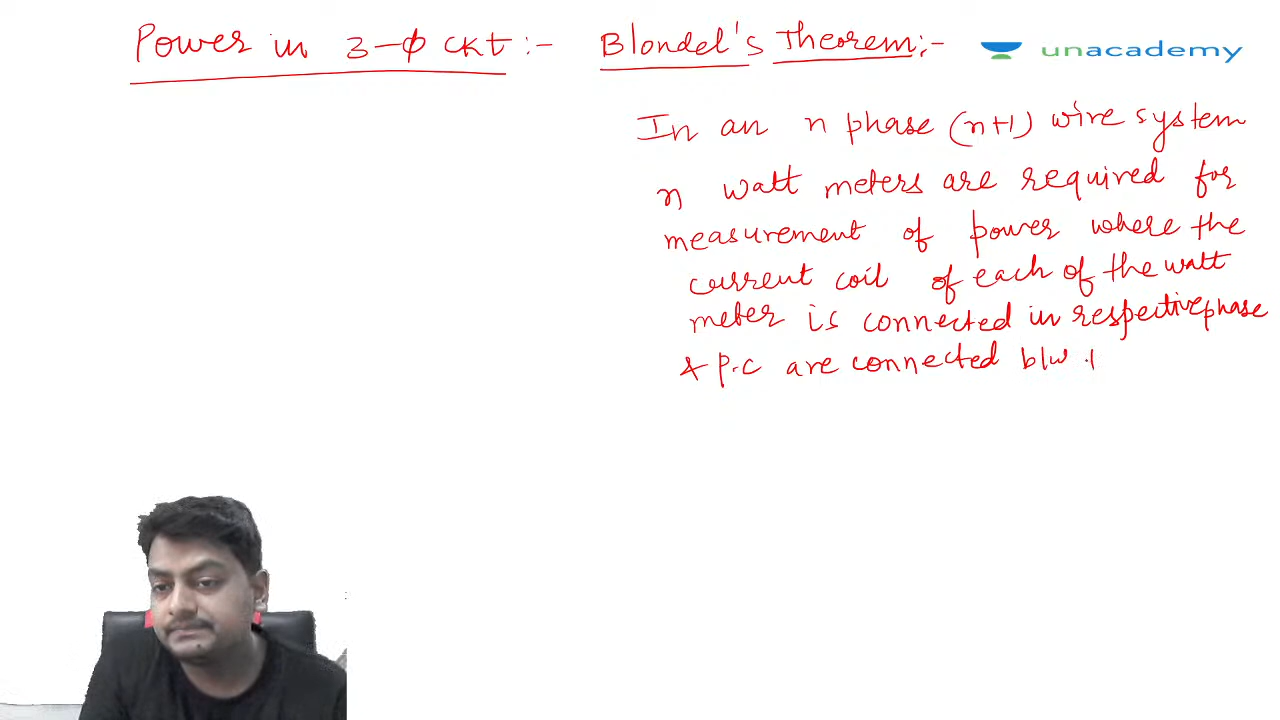 Power in 3-ϕ ckt :- Blondel's Theorem :-
unacademy
In an n phase (n+1) wire system
n watt meters are required for
measurement of power where the
current coil of each of the watt
meter is connected in respective phase
& P.C are connected b/w